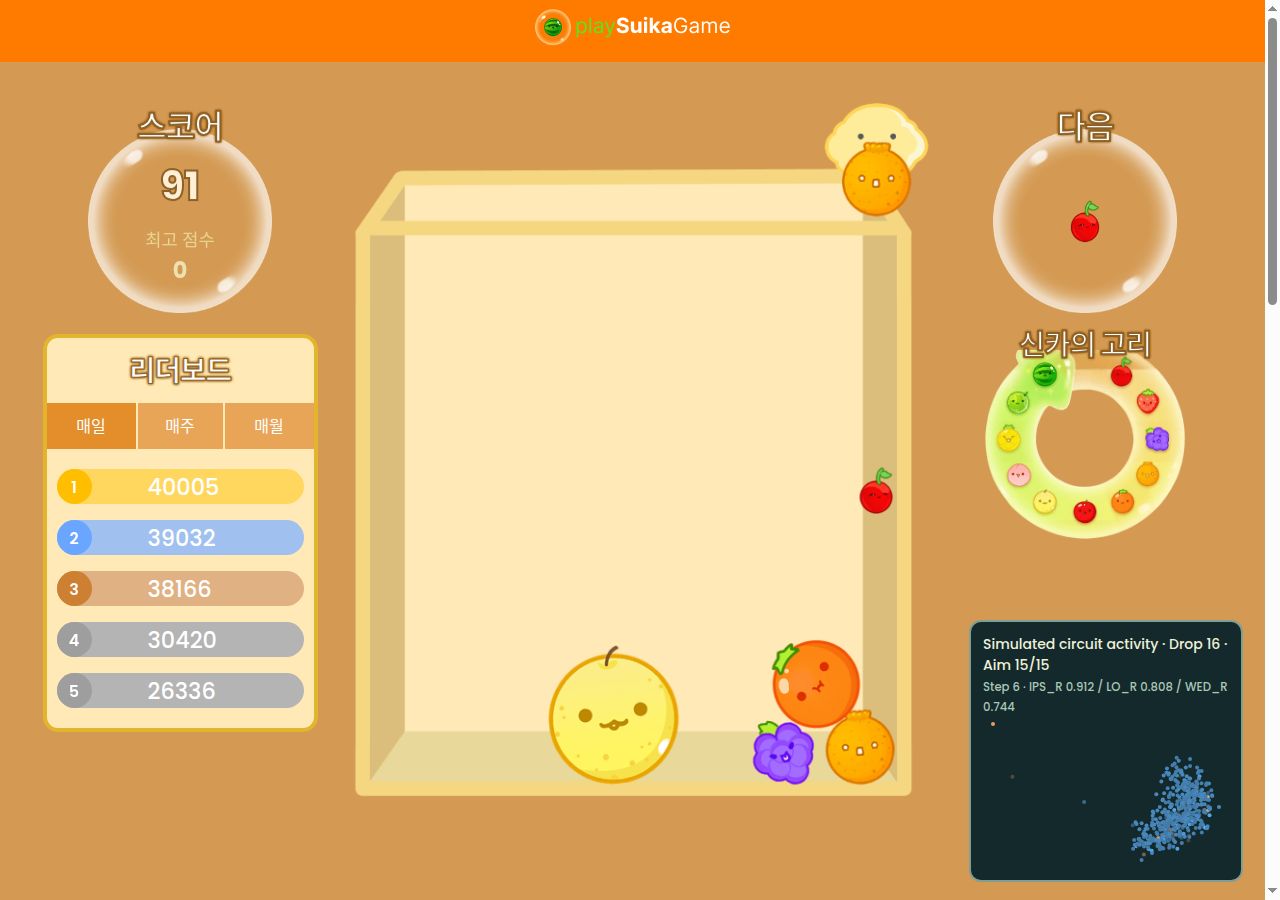 playSuikaGame
스코어
91
최고 점수
0
다음
신카의 고리
리더보드
매일 매주 매월
1 40005
2 39032
3 38166
4 30420
5 26336
Simulated circuit activity · Drop 16 ·
Aim 15/15
Step 6 · IPS_R 0.912 / LO_R 0.808 / WED_R
0.744